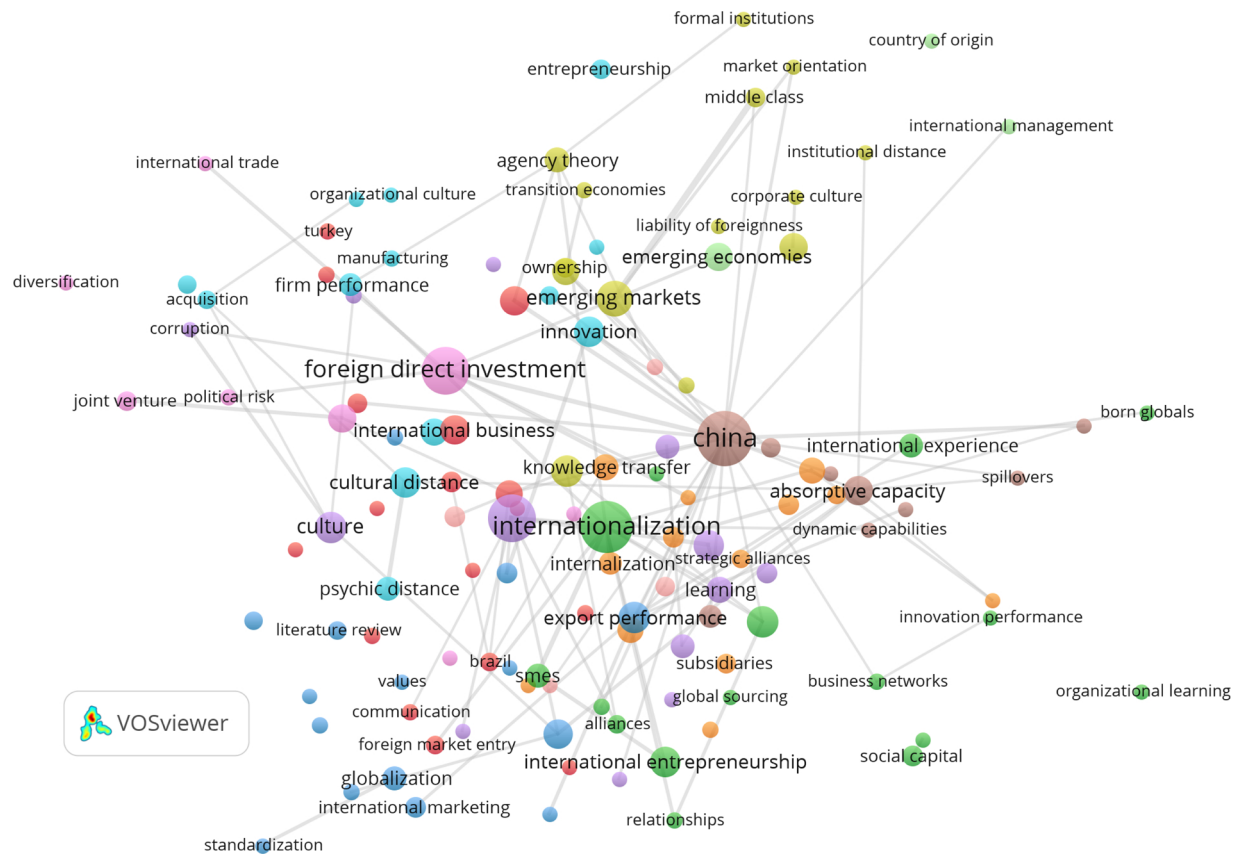 formal institutions
country of origin
entrepreneurship
market orientation
middle class
international management
institutional distance
international trade
agency theory
transition economies
organizational culture
corporate culture
liability of foreignness
turkey
manufacturing
emerging economies
ownership
diversification
firm performance
acquisition
emerging markets
corruption
innovation
foreign direct investment
joint venture
political risk
born globals
international business
china
international experience
knowledge transfer
spillovers
cultural distance
absorptive capacity
culture
internationalization
dynamic capabilities
strategic alliances
internalization
psychic distance
learning
export performance
innovation performance
literature review
brazil
subsidiaries
smes
values
business networks
organizational learning
global sourcing
communication
alliances
VOSviewer
foreign market entry
social capital
international entrepreneurship
globalization
international marketing
relationships
standardization